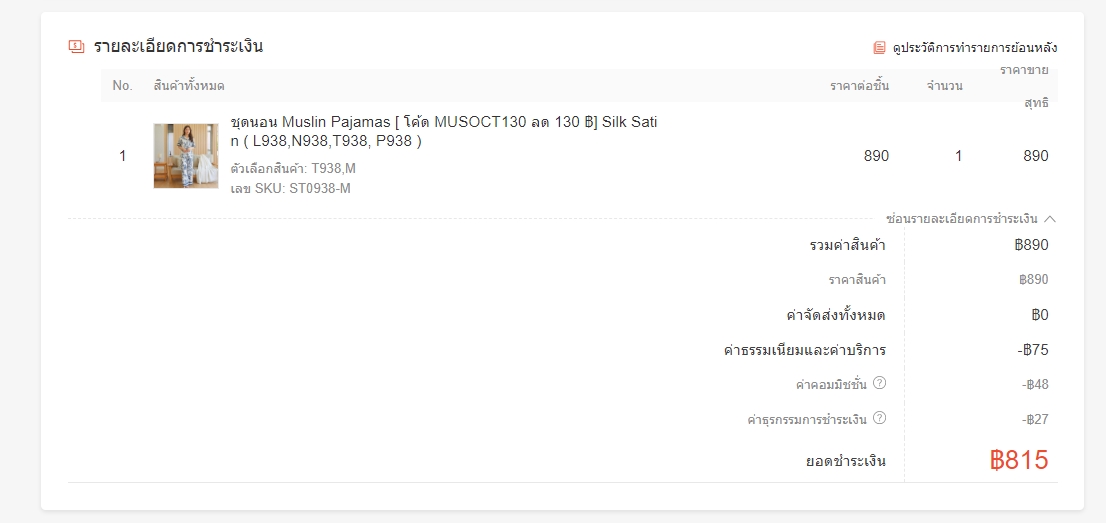 รายละเอียดการชำระเงิน
ดูประวัติการทำรายการย้อนหลัง
No. สินค้าทั้งหมด ราคาต่อชิ้น จำนวน ราคาขาย
สุทธิ
ชุดนอน Muslin Pajamas [ โค้ด MUSOCT130 ลด 130 ฿] Silk Sati
n ( L938,N938,T938, P938 )
1 890 1 890
ตัวเลือกสินค้า: T938,M
เลข SKU: ST0938-M
ซ่อนรายละเอียดการชำระเงิน
รวมค่าสินค้า ฿890
ราคาสินค้า ฿890
ค่าจัดส่งทั้งหมด ฿0
ค่าธรรมเนียมและค่าบริการ -฿75
ค่าคอมมิชชั่น ? -฿48
ค่าธุรกรรมการชำระเงิน ? -฿27
ยอดชำระเงิน ฿815